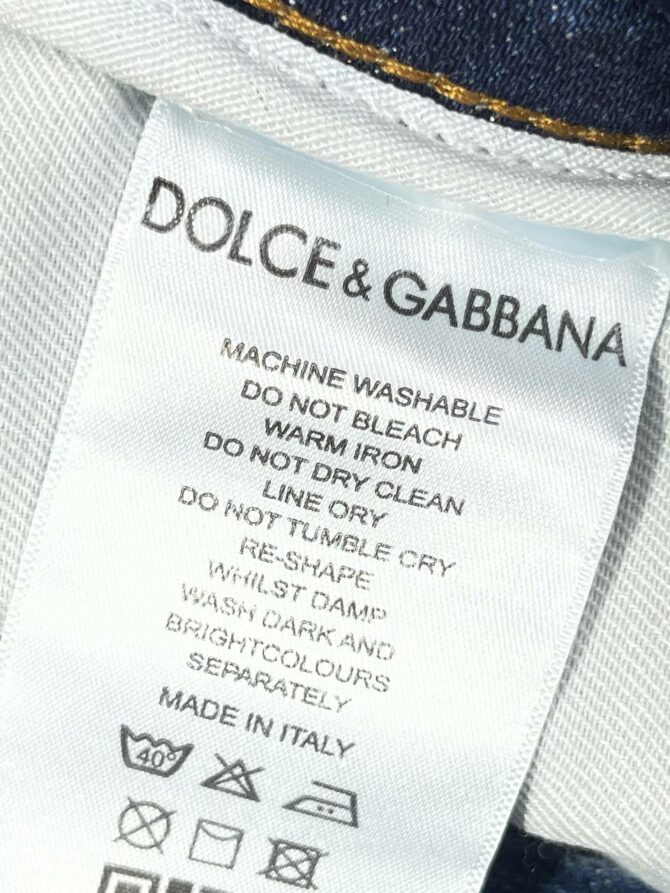 DOLCE & GABBANA
MACHINE WASHABLE
DO NOT BLEACH
WARM IRON
DO NOT DRY CLEAN
LINE ORY
DO NOT TUMBLE CRY
RE-SHAPE
WHILST DAMP
WASH DARK AND
BRIGHTCOLOURS
SEPARATELY
MADE IN ITALY
40°